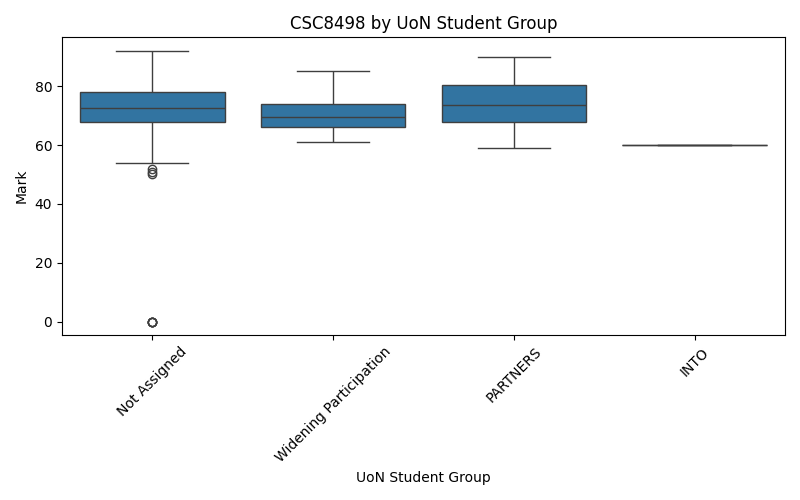 CSC8498 by UoN Student Group
Mark
80
60
40
20
0
Not Assigned
Widening Participation
PARTNERS
INTO
UoN Student Group